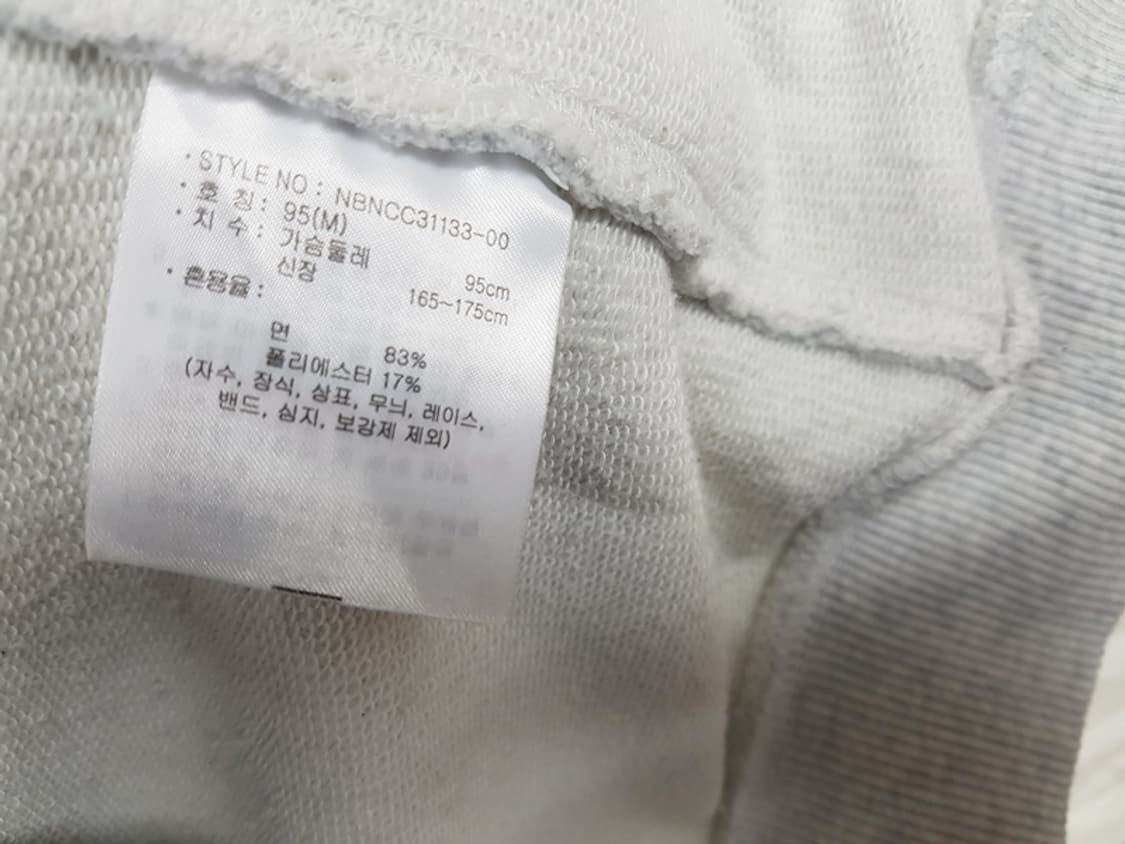 · STYLE NO : NBNCC31133-00
· 호 칭 : 95(M)
· 치 수 : 가슴둘레 95cm
신장 165~175cm
· 혼용율 :
면 83%
폴리에스터 17%
(자수, 장식, 상표, 무늬, 레이스,
밴드, 심지, 보강제 제외)